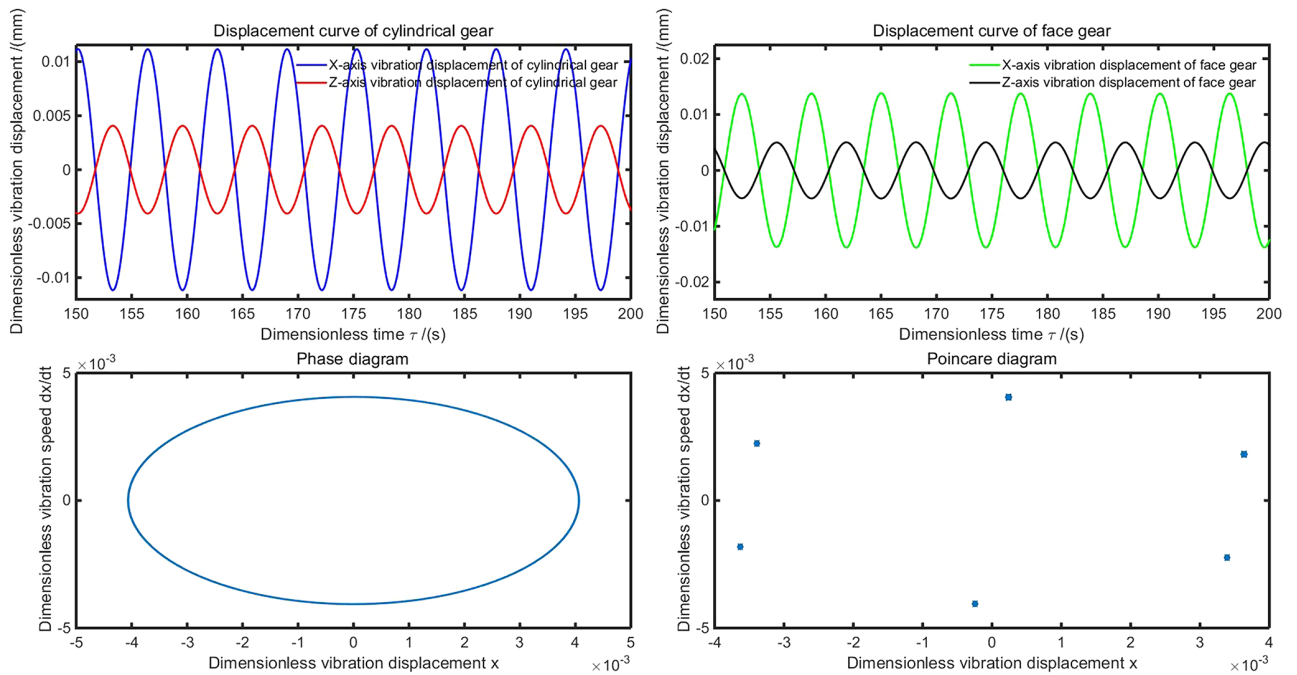 Displacement curve of cylindrical gear
Dimensionless vibration displacement /(mm)
0.01
0.005
0
-0.005
-0.01
X-axis vibration displacement of cylindrical gear
Z-axis vibration displacement of cylindrical gear
150 155 160 165 170 175 180 185 190 195 200
Dimensionless time τ /(s)
Displacement curve of face gear
Dimensionless vibration displacement /(mm)
0.02
0.01
0
-0.01
-0.02
X-axis vibration displacement of face gear
Z-axis vibration displacement of face gear
150 155 160 165 170 175 180 185 190 195 200
Dimensionless time τ /(s)
Phase diagram
×10-3
Dimensionless vibration speed dx/dt
5
0
-5
-5 -4 -3 -2 -1 0 1 2 3 4 5
Dimensionless vibration displacement x
×10-3
Poincare diagram
×10-3
Dimensionless vibration speed dx/dt
5
0
-5
-4 -3 -2 -1 0 1 2 3 4
Dimensionless vibration displacement x
×10-3